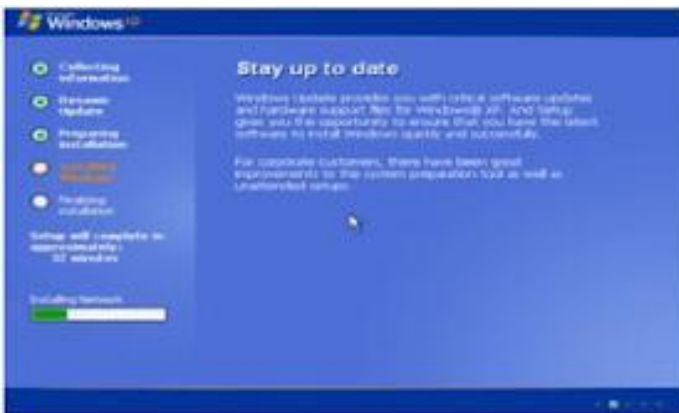 Windows XP
Collecting
information
Dynamic
Update
Preparing
installation
Installing
Windows
Finalizing
installation
Setup will complete in
approximately:
minutes
Installing Network
Stay up to date
Windows Update provides you with critical software updates
and hardware support files for Windows® XP. And Setup
gives you the opportunity to ensure that you have the latest
software to install Windows quickly and successfully.
For corporate customers, there have been great
improvements to the system preparation tool as well as
unattended setups.